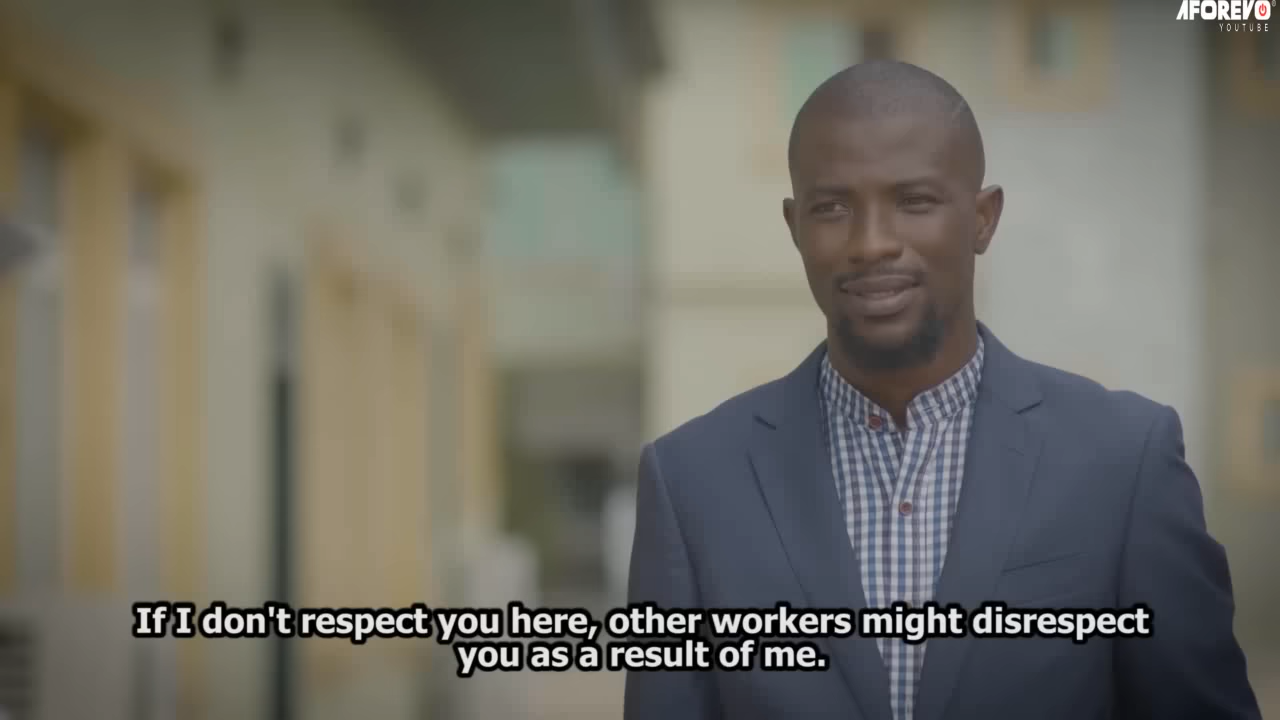 AFOREVO
YOUTUBE
If I don't respect you here, other workers might disrespect
you as a result of me.